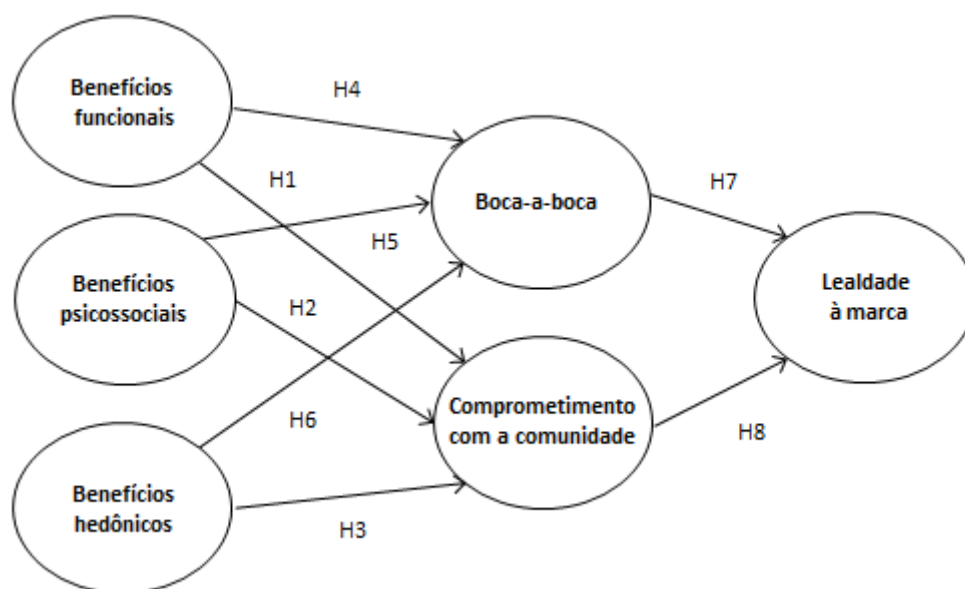 Benefícios
funcionais
H4
H1
Boca-a-boca
H7
H5
Benefícios
psicossociais
H2
Lealdade
à marca
H6
Comprometimento
com a comunidade
H8
Benefícios
hedônicos
H3